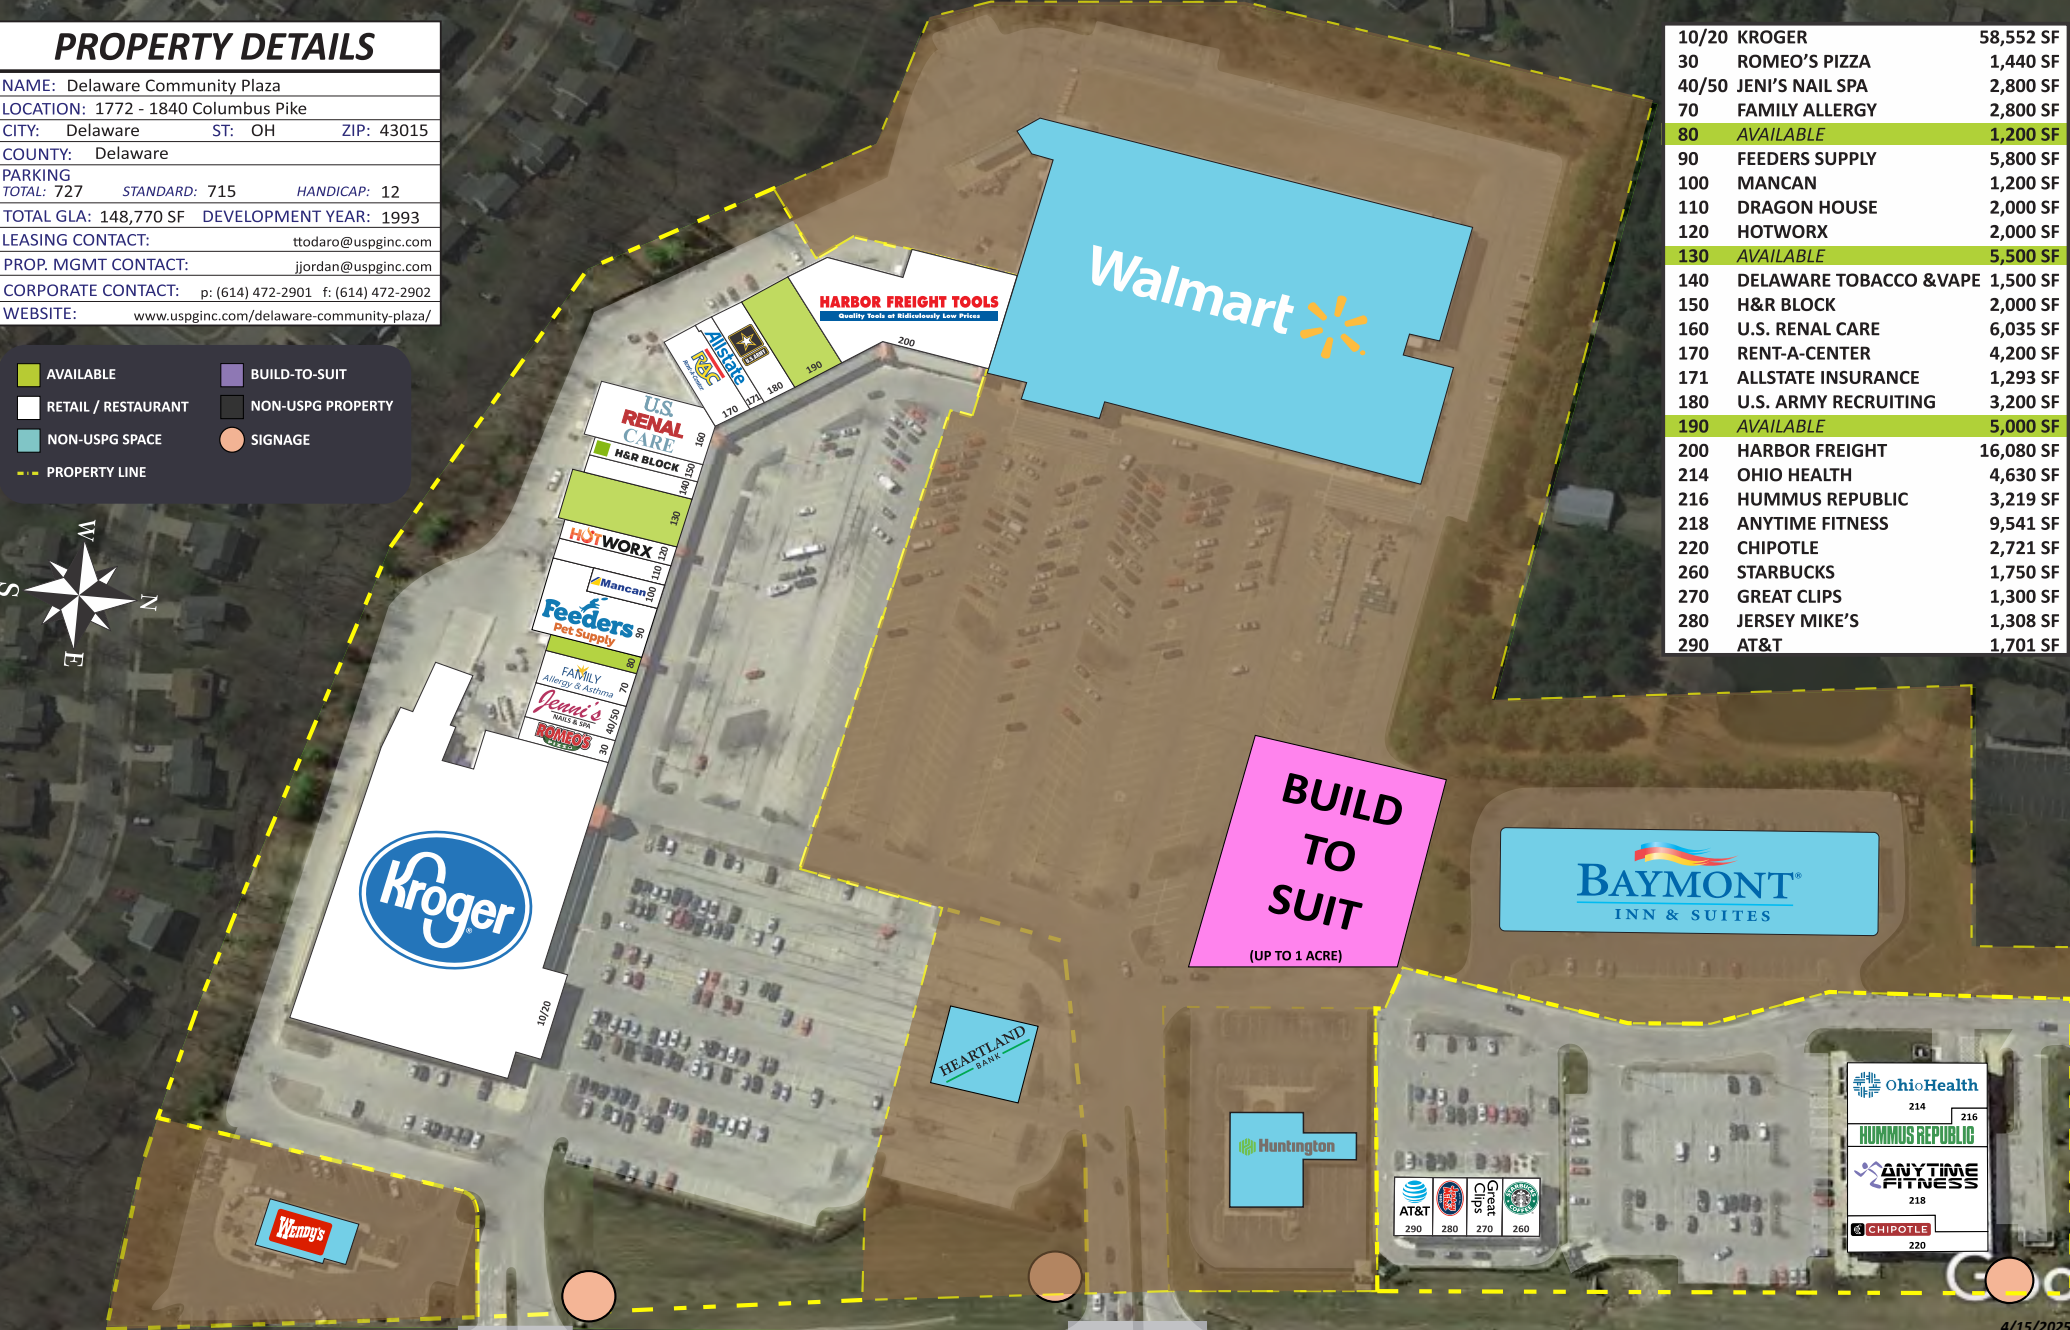 PROPERTY DETAILS
NAME: Delaware Community Plaza
LOCATION: 1772 - 1840 Columbus Pike
CITY: Delaware ST: OH ZIP: 43015
COUNTY: Delaware
PARKING
TOTAL: 727 STANDARD: 715 HANDICAP: 12
TOTAL GLA: 148,770 SF DEVELOPMENT YEAR: 1993
LEASING CONTACT: ttodaro@uspginc.com
PROP. MGMT CONTACT: jjordan@uspginc.com
CORPORATE CONTACT: p: (614) 472-2901 f: (614) 472-2902
WEBSITE: www.uspginc.com/delaware-community-plaza/
AVAILABLE
BUILD-TO-SUIT
RETAIL / RESTAURANT
NON-USPG PROPERTY
NON-USPG SPACE
SIGNAGE
PROPERTY LINE
W
S
N
E
10/20 KROGER 58,552 SF
30 ROMEO'S PIZZA 1,440 SF
40/50 JENI'S NAIL SPA 2,800 SF
70 FAMILY ALLERGY 2,800 SF
80 AVAILABLE 1,200 SF
90 FEEDERS SUPPLY 5,800 SF
100 MANCAN 1,200 SF
110 DRAGON HOUSE 2,000 SF
120 HOTWORX 2,000 SF
130 AVAILABLE 5,500 SF
140 DELAWARE TOBACCO &VAPE 1,500 SF
150 H&R BLOCK 2,000 SF
160 U.S. RENAL CARE 6,035 SF
170 RENT-A-CENTER 4,200 SF
171 ALLSTATE INSURANCE 1,293 SF
180 U.S. ARMY RECRUITING 3,200 SF
190 AVAILABLE 5,000 SF
200 HARBOR FREIGHT 16,080 SF
214 OHIO HEALTH 4,630 SF
216 HUMMUS REPUBLIC 3,219 SF
218 ANYTIME FITNESS 9,541 SF
220 CHIPOTLE 2,721 SF
260 STARBUCKS 1,750 SF
270 GREAT CLIPS 1,300 SF
280 JERSEY MIKE'S 1,308 SF
290 AT&T 1,701 SF
Walmart
HARBOR FREIGHT TOOLS
Quality Tools at Ridiculously Low Prices
200
190
U.S. ARMY
180
Allstate
171
RAC
Rent-A-Center
170
U.S.
RENAL
CARE
160
H&R BLOCK
150
140
130
HOTWORX
120
110
Mancan
100
Feeders
Pet Supply
90
80
FAMILY
Allergy & Asthma
70
Jenni's
NAILS & SPA
40/50
ROMEO'S
30
Kroger
10/20
BUILD
TO
SUIT
(UP TO 1 ACRE)
BAYMONT
INN & SUITES
HEARTLAND
BANK
Huntington
Wendy's
AT&T
290
280
Great
Clips
270
STARBUCKS
COFFEE
260
OhioHealth
214
216
HUMMUS REPUBLIC
ANYTIME
FITNESS
218
CHIPOTLE
220
4/15/2025